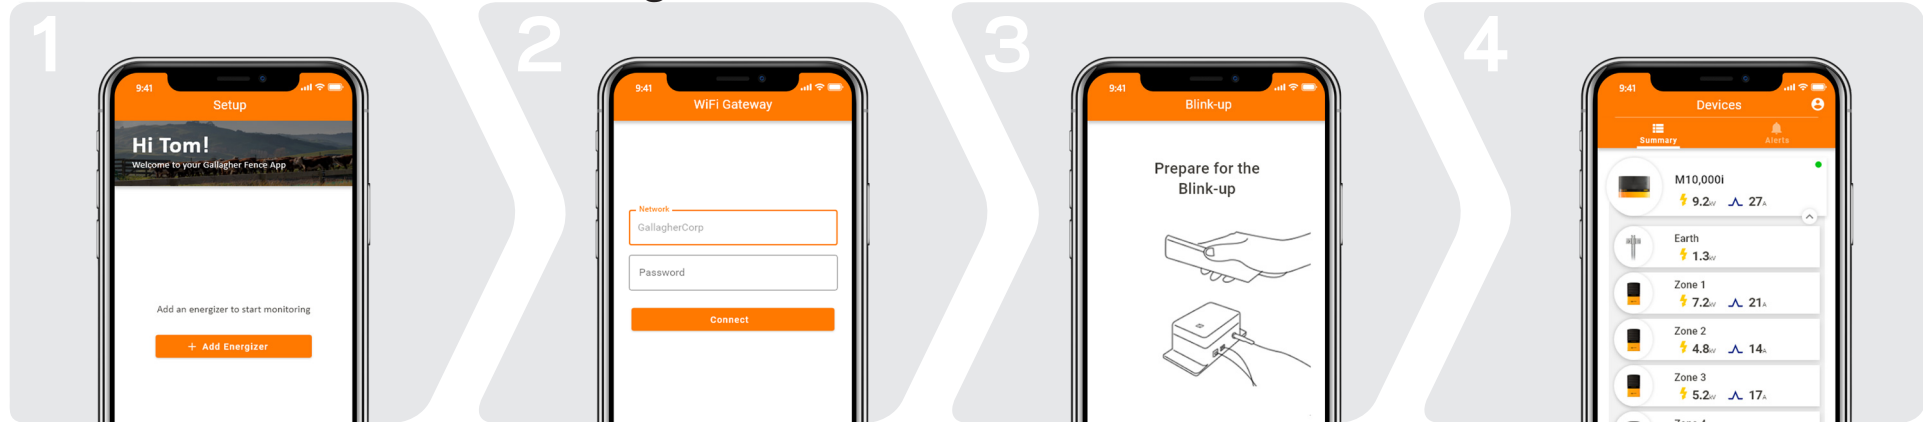 1
9:41
Setup
Hi Tom!
Welcome to your Gallagher Fence App
Add an energizer to start monitoring
+ Add Energizer
2
9:41
WiFi Gateway
Network
GallagherCorp
Password
Connect
3
9:41
Blink-up
Prepare for the
Blink-up
4
9:41
Devices
Summary
Alerts
M10,000i
9.2kV 27A
Earth
1.3kV
Zone 1
7.2kV 21A
Zone 2
4.8kV 14A
Zone 3
5.2kV 17A